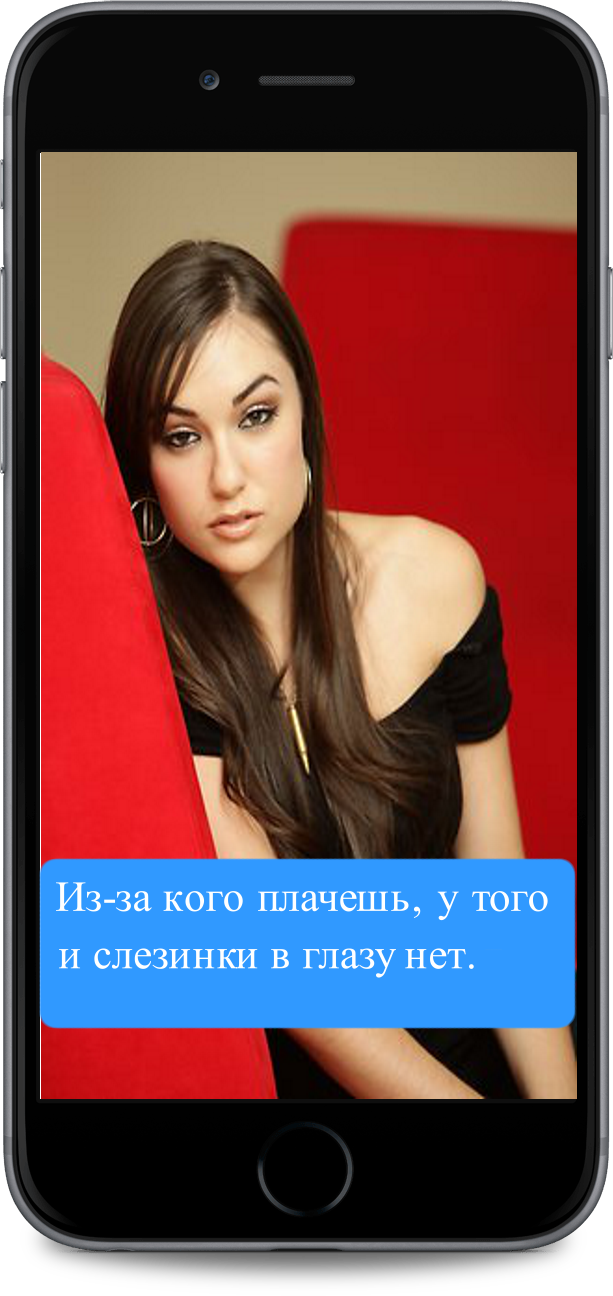 Из-за кого плачешь, у того
и слезинки в глазу нет.